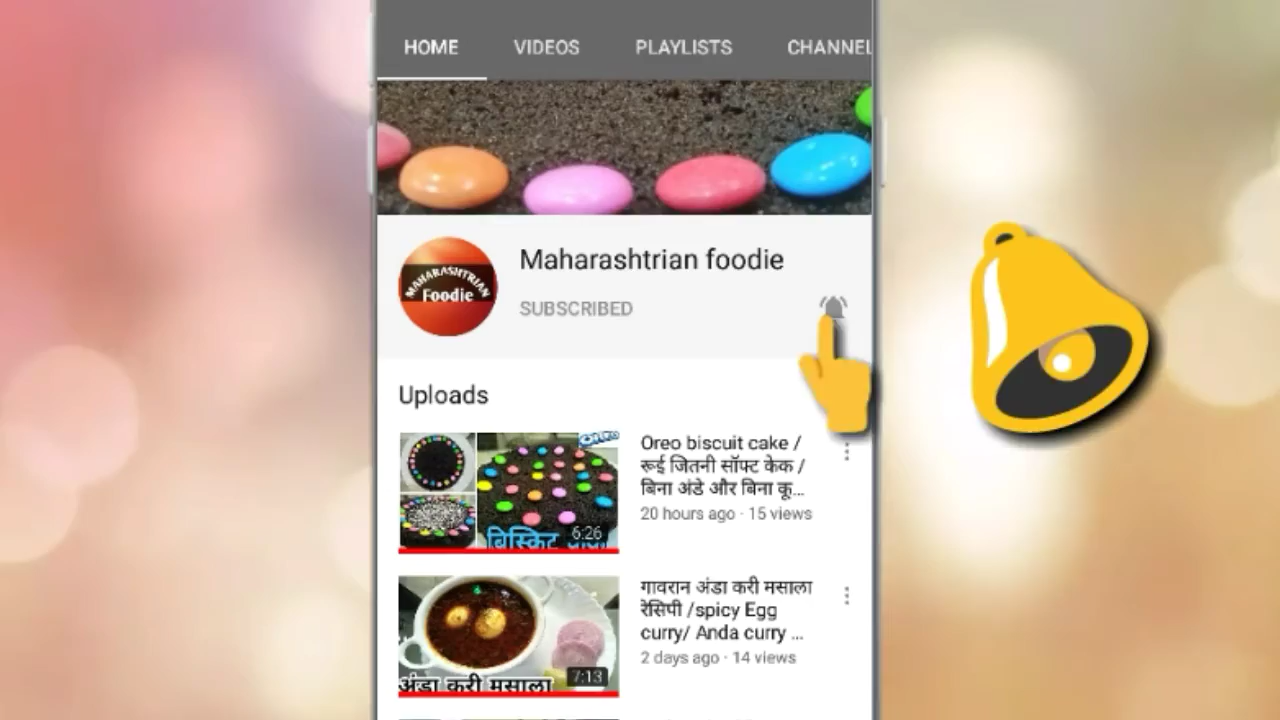 HOME VIDEOS PLAYLISTS CHANNEL
MAHARASHTRIAN
Foodie
Maharashtrian foodie
SUBSCRIBED
Uploads
OREO
Oreo biscuit cake /
रूई जितनी सॉफ्ट केक /
बिना अंडे और बिना कू...
20 hours ago · 15 views
बिस्किट
6:26
गावरान अंडा करी मसाला
रेसिपी /spicy Egg
curry/ Anda curry ...
2 days ago · 14 views
7:13
अंडा करी मसाला